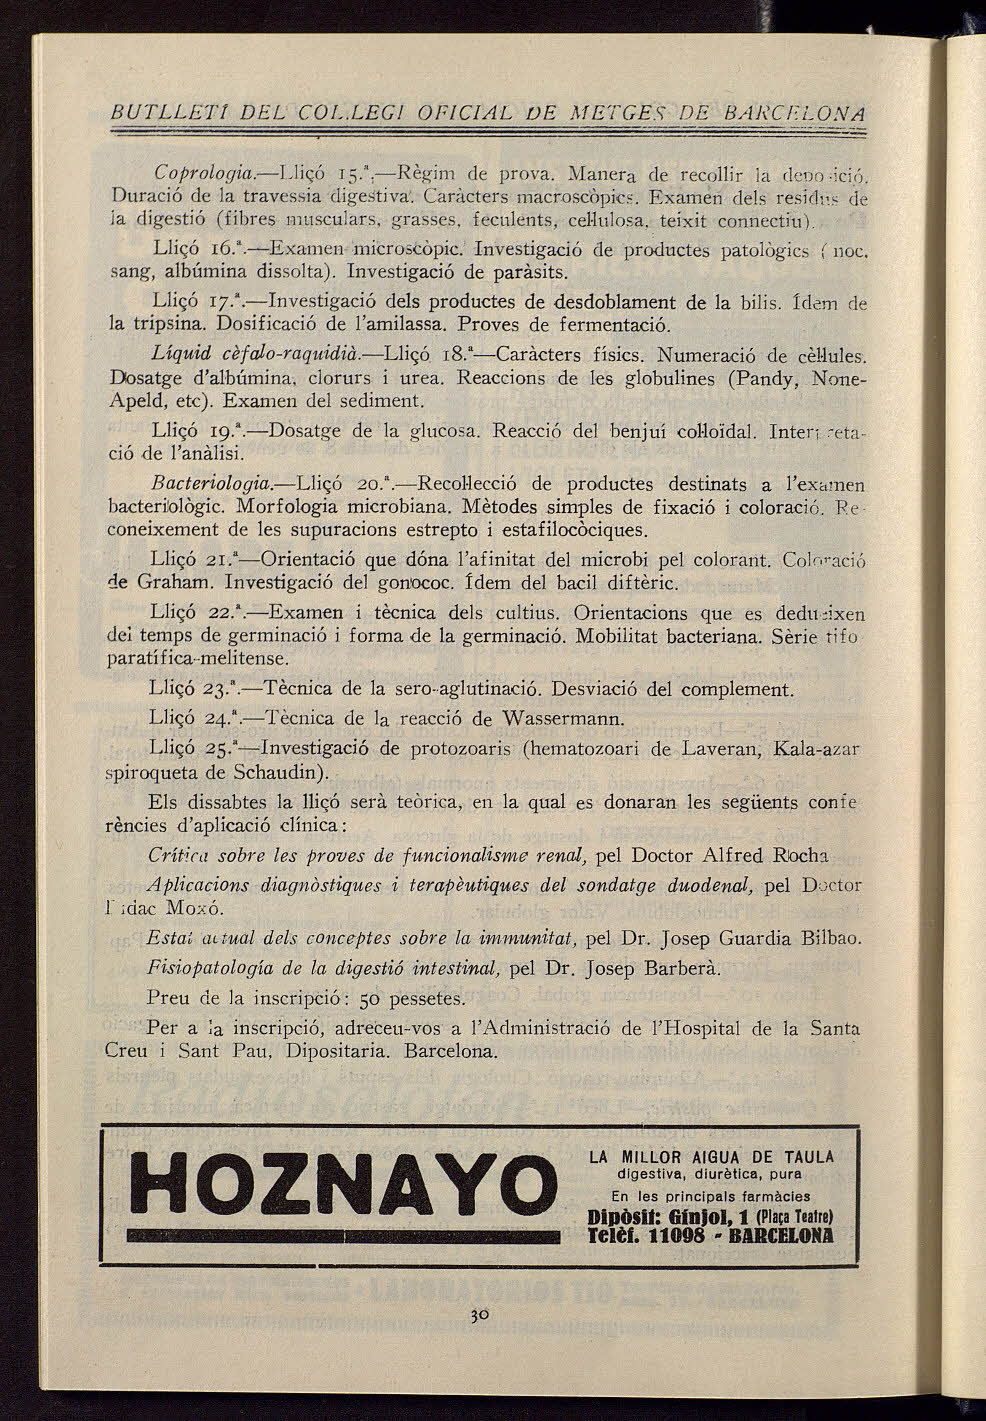 BUTLLETÍ DEL COL.LEGI OFICIAL DE METGES DE BARCELONA
Coprologia.—Lliçó 15.ª.—Règim de prova. Manera de recollir la deposició.
Duració de la travessia digestiva. Caràcters macroscòpics. Examen dels residus de
la digestió (fibres musculars, grasses, feculents, cel·lulosa, teixit connectiu).
Lliçó 16.ª.—Examen microscòpic. Investigació de productes patològics (moc,
sang, albúmina dissolta). Investigació de paràsits.
Lliçó 17.ª.—Investigació dels productes de desdoblament de la bilis. Ídem de
la tripsina. Dosificació de l'amilassa. Proves de fermentació.
Líquid cèfalo-raquidià.—Lliçó 18.ª—Caràcters físics. Numeració de cèl·lules.
Dosatge d'albúmina, clorurs i urea. Reaccions de les globulines (Pandy, None-
Apeld, etc). Examen del sediment.
Lliçó 19.ª.—Dosatge de la glucosa. Reacció del benjuí col·loïdal. Interpreta-
ció de l'anàlisi.
Bacteriologia.—Lliçó 20.ª.—Recol·lecció de productes destinats a l'examen
bacteriològic. Morfologia microbiana. Mètodes simples de fixació i coloració. Re-
coneixement de les supuracions estrepto i estafilocòciques.
Lliçó 21.ª—Orientació que dóna l'afinitat del microbi pel colorant. Coloració
de Graham. Investigació del gonococ. Ídem del bacil diftèric.
Lliçó 22.ª.—Examen i tècnica dels cultius. Orientacions que es dedueixen
del temps de germinació i forma de la germinació. Mobilitat bacteriana. Sèrie tifo
paratífica-melitense.
Lliçó 23.ª.—Tècnica de la sero-aglutinació. Desviació del complement.
Lliçó 24.ª.—Tècnica de la reacció de Wassermann.
Lliçó 25.ª—Investigació de protozoaris (hematozoari de Laveran, Kala-azar
spiroqueta de Schaudin).
Els dissabtes la lliçó serà teòrica, en la qual es donaran les següents confe
rències d'aplicació clínica:
Crítica sobre les proves de funcionalisme renal, pel Doctor Alfred Rocha
Aplicacions diagnòstiques i terapèutiques del sondatge duodenal, pel Doctor
Moxó.
Estat actual dels conceptes sobre la immunitat, pel Dr. Josep Guardia Bilbao.
Fisiopatología de la digestió intestinal, pel Dr. Josep Barberà.
Preu de la inscripció: 50 pessetes.
Per a la inscripció, adreceu-vos a l'Administració de l'Hospital de la Santa
Creu i Sant Pau, Dipositaria. Barcelona.
HOZNAYO
LA MILLOR AIGUA DE TAULA
digestiva, diurètica, pura
En les principals farmàcies
Dipòsit: Ginjol, 1 (Plaça Teatre)
Telèf. 11098 - BARCELONA
30